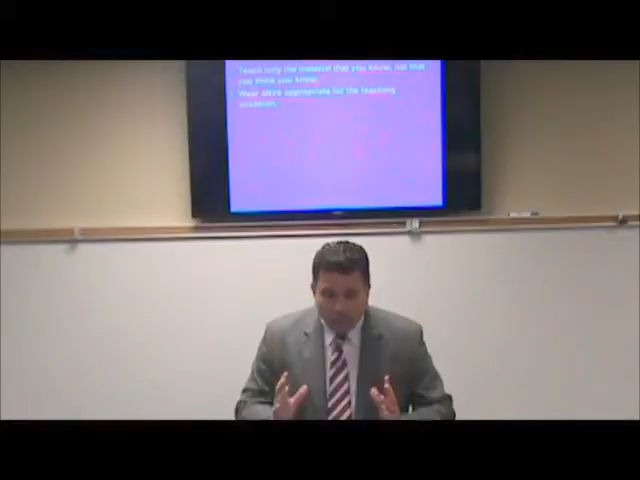 Teach only the material that you know, not that
you think you know.
Wear attire appropriate for the teaching
occasion.